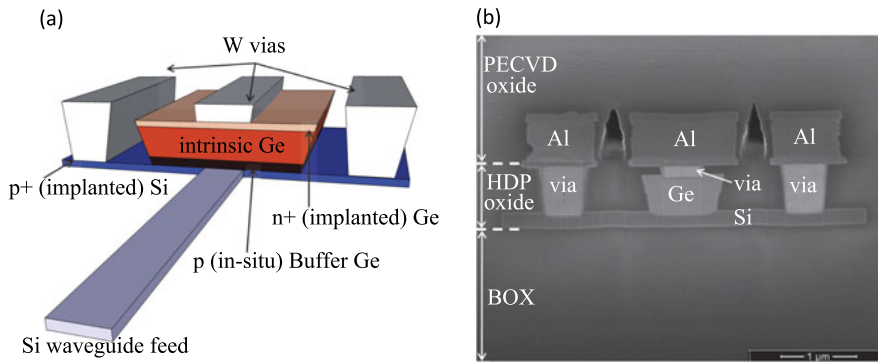 (a)
W vias
intrinsic Ge
p+ (implanted) Si
n+ (implanted) Ge
p (in-situ) Buffer Ge
Si waveguide feed
(b)
PECVD
oxide
HDP
oxide
BOX
Al
Al
Al
via
via
via
Ge
Si
1 µm